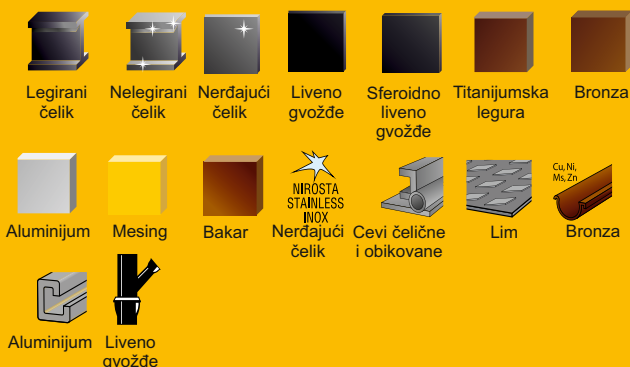 Legirani čelik
Nelegirani čelik
Nerđajući čelik
Liveno gvožđe
Sferoidno liveno gvožđe
Titanijumska legura
Bronza
Aluminijum
Mesing
Bakar
NIROSTA
STAINLESS
INOX
Nerđajući čelik
Cevi čelične i obikovane
Lim
Cu, Ni,
Ms, Zn
Bronza
Aluminijum
Liveno gvožđe